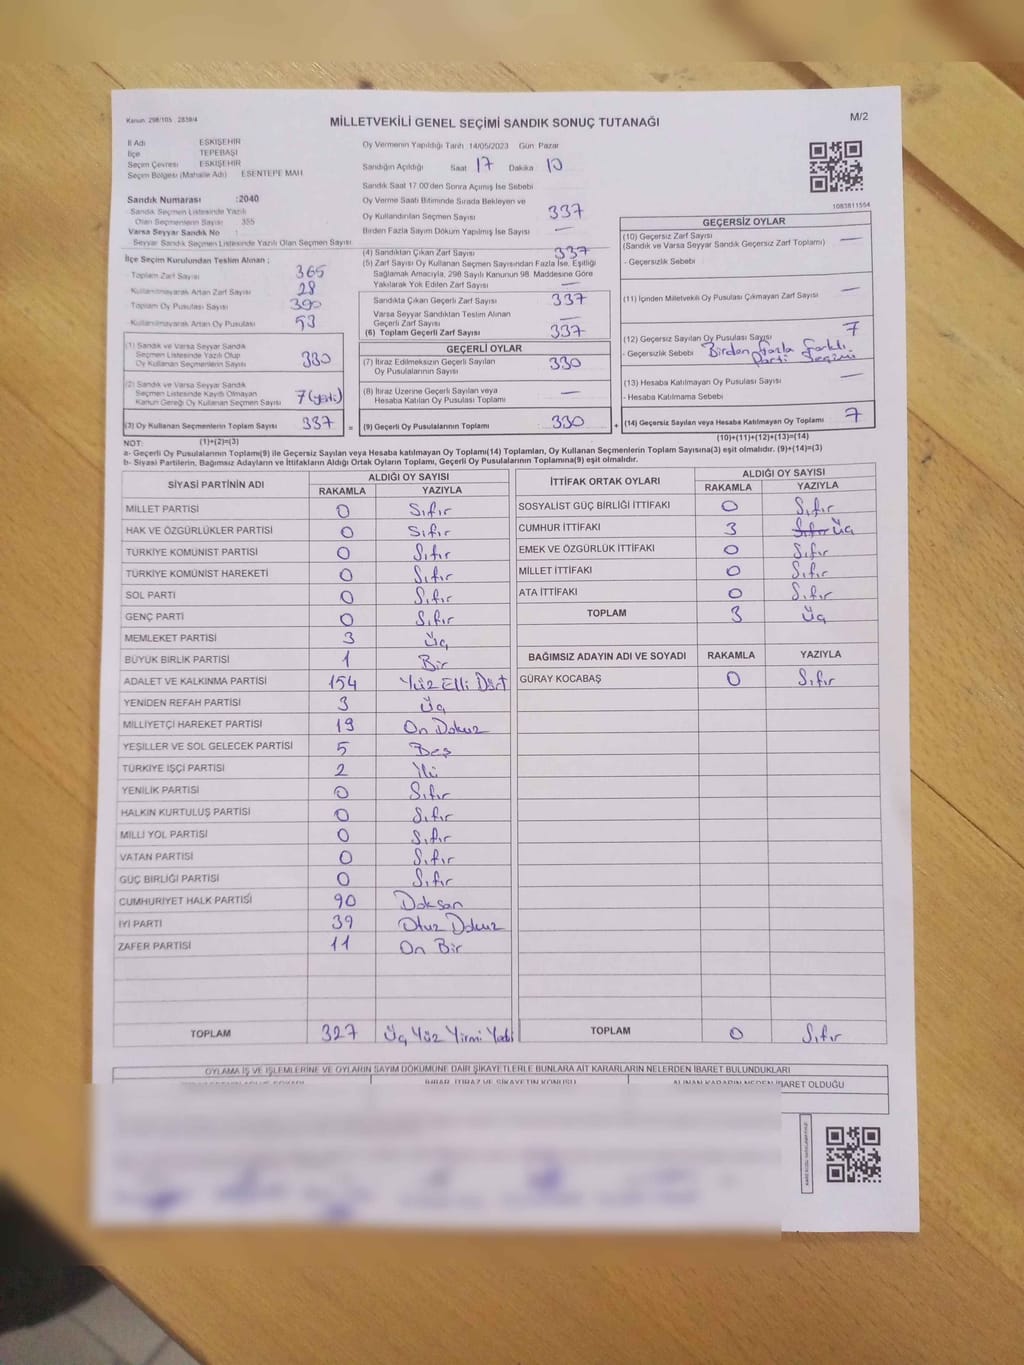 Kanun: 298/105 2839/4
MİLLETVEKİLİ GENEL SEÇİMİ SANDIK SONUÇ TUTANAĞI
M/2
İl Adı ESKİŞEHİR
İlçe TEPEBAŞI
Seçim Çevresi ESKİŞEHİR
Seçim Bölgesi (Mahalle Adı) ESENTEPE MAH
Sandık Numarası :2040
Sandık Seçmen Listesinde Yazılı
Olan Seçmenlerin Sayısı 355
Varsa Seyyar Sandık No :
Seyyar Sandık Seçmen Listesinde Yazılı Olan Seçmen Sayısı
İlçe Seçim Kurulundan Teslim Alınan ;
- Toplam Zarf Sayısı 365
- Kullanılmayarak Artan Zarf Sayısı 28
- Toplam Oy Pusulası Sayısı 390
- Kullanılmayarak Artan Oy Pusulası 53
(1) Sandık ve Varsa Seyyar Sandık
Seçmen Listesinde Yazılı Olup
Oy Kullanan Seçmen Sayısı 330
(2) Sandık ve Varsa Seyyar Sandık
Seçmen Listesinde Kayıtlı Olmayan
Kanun Gereği Oy Kullanan Seçmen Sayısı 7 (yedi)
(3) Oy Kullanan Seçmenlerin Toplam Sayısı 337 =
Oy Vermenin Yapıldığı Tarih 14/05/2023 Gün Pazar
Sandığın Açıldığı Saat 17 Dakika 10
Sandık Saat 17.00'den Sonra Açımış İse Sebebi
Oy Verme Saati Bitiminde Sırada Bekleyen ve
Oy Kullandırılan Seçmen Sayısı 337
Birden Fazla Sayım Döküm Yapılmış İse Sayısı —
(4) Sandıktan Çıkan Zarf Sayısı 337
(5) Zarf Sayısı Oy Kullanan Seçmen Sayısından Fazla İse, Eşitliği
Sağlamak Amacıyla, 298 Sayılı Kanunun 98. Maddesine Göre
Yakılarak Yok Edilen Zarf Sayısı —
Sandıkta Çıkan Geçerli Zarf Sayısı 337
Varsa Seyyar Sandıktan Teslim Alınan
Geçerli Zarf Sayısı —
(6) Toplam Geçerli Zarf Sayısı 337
GEÇERLİ OYLAR
(7) İtiraz Edilmeksizin Geçerli Sayılan
Oy Pusulalarının Sayısı 330
(8) İtiraz Üzerine Geçerli Sayılan veya
Hesaba Katılan Oy Pusulası Toplamı —
(9) Geçerli Oy Pusulalarının Toplamı 330 +
1083811554
GEÇERSİZ OYLAR
(10) Geçersiz Zarf Sayısı —
(Sandık ve Varsa Seyyar Sandık Geçersiz Zarf Toplamı)
- Geçersizlik Sebebi
(11) İçinden Milletvekili Oy Pusulası Çıkmayan Zarf Sayısı —
(12) Geçersiz Sayılan Oy Pusulası Sayısı 7
- Geçersizlik Sebebi Birden fazla farklı
parti seçimi
(13) Hesaba Katılmayan Oy Pusulası Sayısı —
- Hesaba Katılmama Sebebi
(14) Geçersiz Sayılan veya Hesaba Katılmayan Oy Toplamı 7
NOT: (1)+(2)=(3) (10)+(11)+(12)+(13)=(14)
a- Geçerli Oy Pusulalarının Toplamı(9) ile Geçersiz Sayılan veya Hesaba katılmayan Oy Toplamı(14) Toplamları, Oy Kullanan Seçmenlerin Toplam Sayısına(3) eşit olmalıdır. (9)+(14)=(3)
b- Siyasi Partilerin, Bağımsız Adayların ve İttifakların Aldığı Ortak Oyların Toplamı, Geçerli Oy Pusulalarının Toplamına(9) eşit olmalıdır.
SİYASİ PARTİNİN ADI ALDIĞI OY SAYISI
RAKAMLA YAZIYLA
MİLLET PARTİSİ 0 Sıfır
HAK VE ÖZGÜRLÜKLER PARTİSİ 0 Sıfır
TÜRKİYE KOMÜNİST PARTİSİ 0 Sıfır
TÜRKİYE KOMÜNİST HAREKETİ 0 Sıfır
SOL PARTİ 0 Sıfır
GENÇ PARTİ 0 Sıfır
MEMLEKET PARTİSİ 3 Üç
BÜYÜK BİRLİK PARTİSİ 1 Bir
ADALET VE KALKINMA PARTİSİ 154 Yüz Elli Dört
YENİDEN REFAH PARTİSİ 3 Üç
MİLLİYETÇİ HAREKET PARTİSİ 19 On Dokuz
YEŞİLLER VE SOL GELECEK PARTİSİ 5 Beş
TÜRKİYE İŞÇİ PARTİSİ 2 İki
YENİLİK PARTİSİ 0 Sıfır
HALKIN KURTULUŞ PARTİSİ 0 Sıfır
MİLLİ YOL PARTİSİ 0 Sıfır
VATAN PARTİSİ 0 Sıfır
GÜÇ BİRLİĞİ PARTİSİ 0 Sıfır
CUMHURİYET HALK PARTİSİ 90 Doksan
İYİ PARTİ 39 Otuz Dokuz
ZAFER PARTİSİ 11 On Bir
TOPLAM 327 Üç Yüz Yirmi Yedi
İTTİFAK ORTAK OYLARI ALDIĞI OY SAYISI
RAKAMLA YAZIYLA
SOSYALİST GÜÇ BİRLİĞİ İTTİFAKI 0 Sıfır
CUMHUR İTTİFAKI 3 Sıfır Üç
EMEK VE ÖZGÜRLÜK İTTİFAKI 0 Sıfır
MİLLET İTTİFAKI 0 Sıfır
ATA İTTİFAKI 0 Sıfır
TOPLAM 3 Üç
BAĞIMSIZ ADAYIN ADI VE SOYADI RAKAMLA YAZIYLA
GÜRAY KOCABAŞ 0 Sıfır
TOPLAM 0 Sıfır
OYLAMA İŞ VE İŞLEMLERİNE VE OYLARIN SAYIM DÖKÜMÜNE DAİR ŞİKAYETLERLE BUNLARA AİT KARARLARIN NELERDEN İBARET BULUNDUKLARI
İBARET OLDUĞU